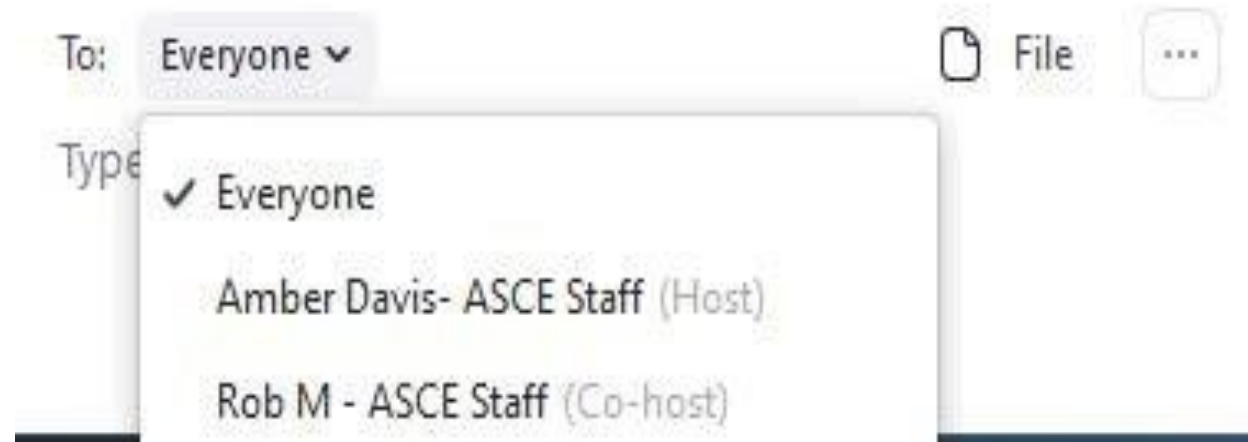 To: Everyone File ...
Type
Everyone
Amber Davis- ASCE Staff (Host)
Rob M - ASCE Staff (Co-host)